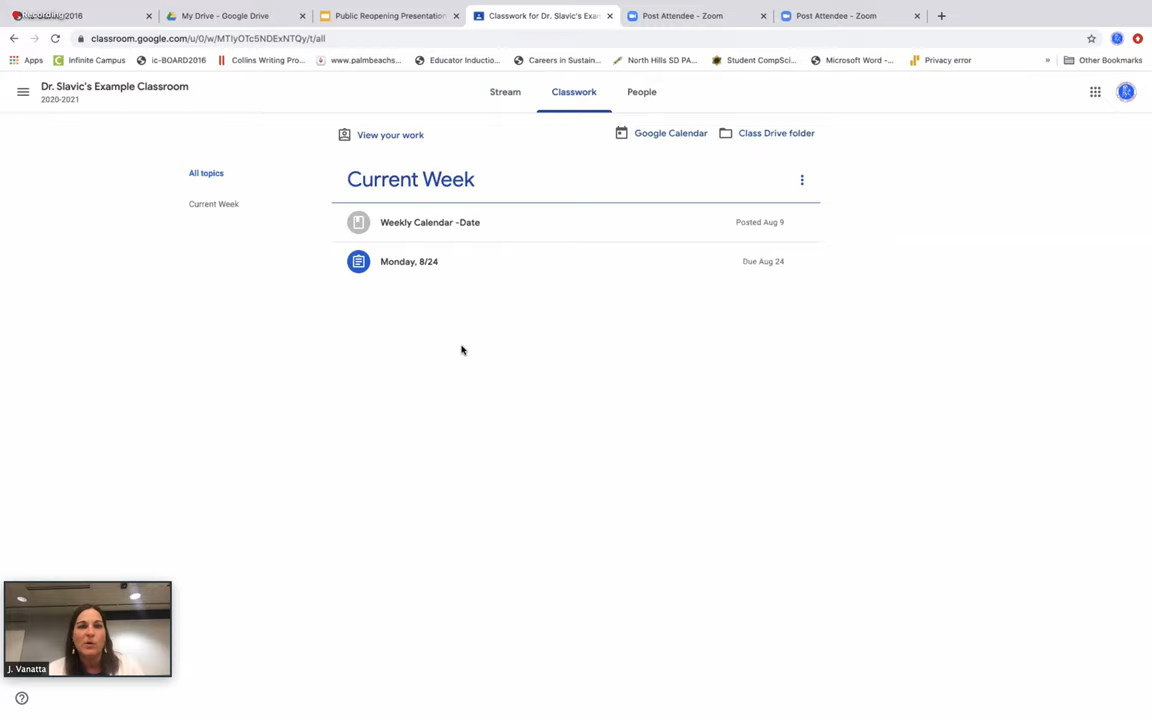 Recording
2016
My Drive - Google Drive
Public Reopening Presentation
Classwork for Dr. Slavic's Exan
Post Attendee - Zoom
Post Attendee - Zoom
classroom.google.com/u/0/w/MTIyOTc5NDExNTQy/t/all
Apps
Infinite Campus
ic-BOARD2016
Collins Writing Pro...
www.palmbeachs...
Educator Inductio...
Careers in Sustain...
North Hills SD PA...
Student CompSci...
Microsoft Word -...
Privacy error
»
Other Bookmarks
Dr. Slavic's Example Classroom
2020-2021
Stream
Classwork
People
View your work
Google Calendar
Class Drive folder
All topics
Current Week
Current Week
Weekly Calendar -Date
Posted Aug 9
Monday, 8/24
Due Aug 24
J. Vanatta